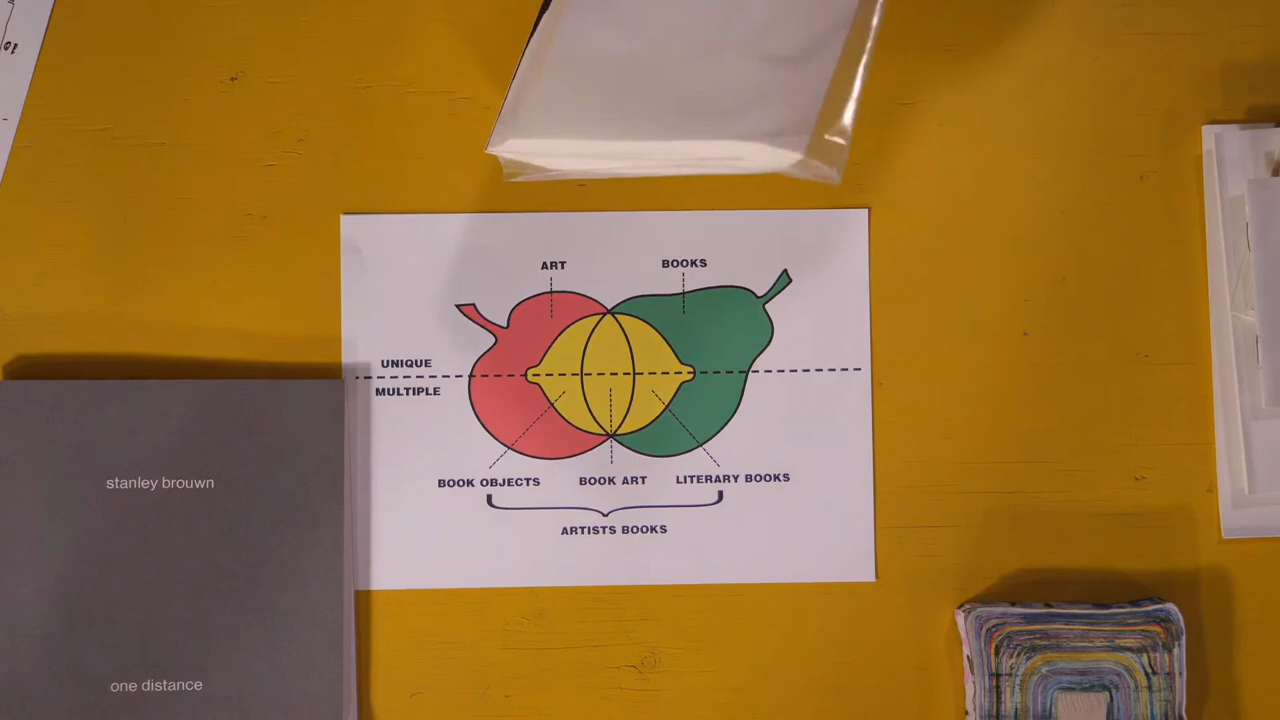 ART
BOOKS
UNIQUE
MULTIPLE
BOOK OBJECTS
BOOK ART
LITERARY BOOKS
ARTISTS BOOKS
stanley brouwn
one distance